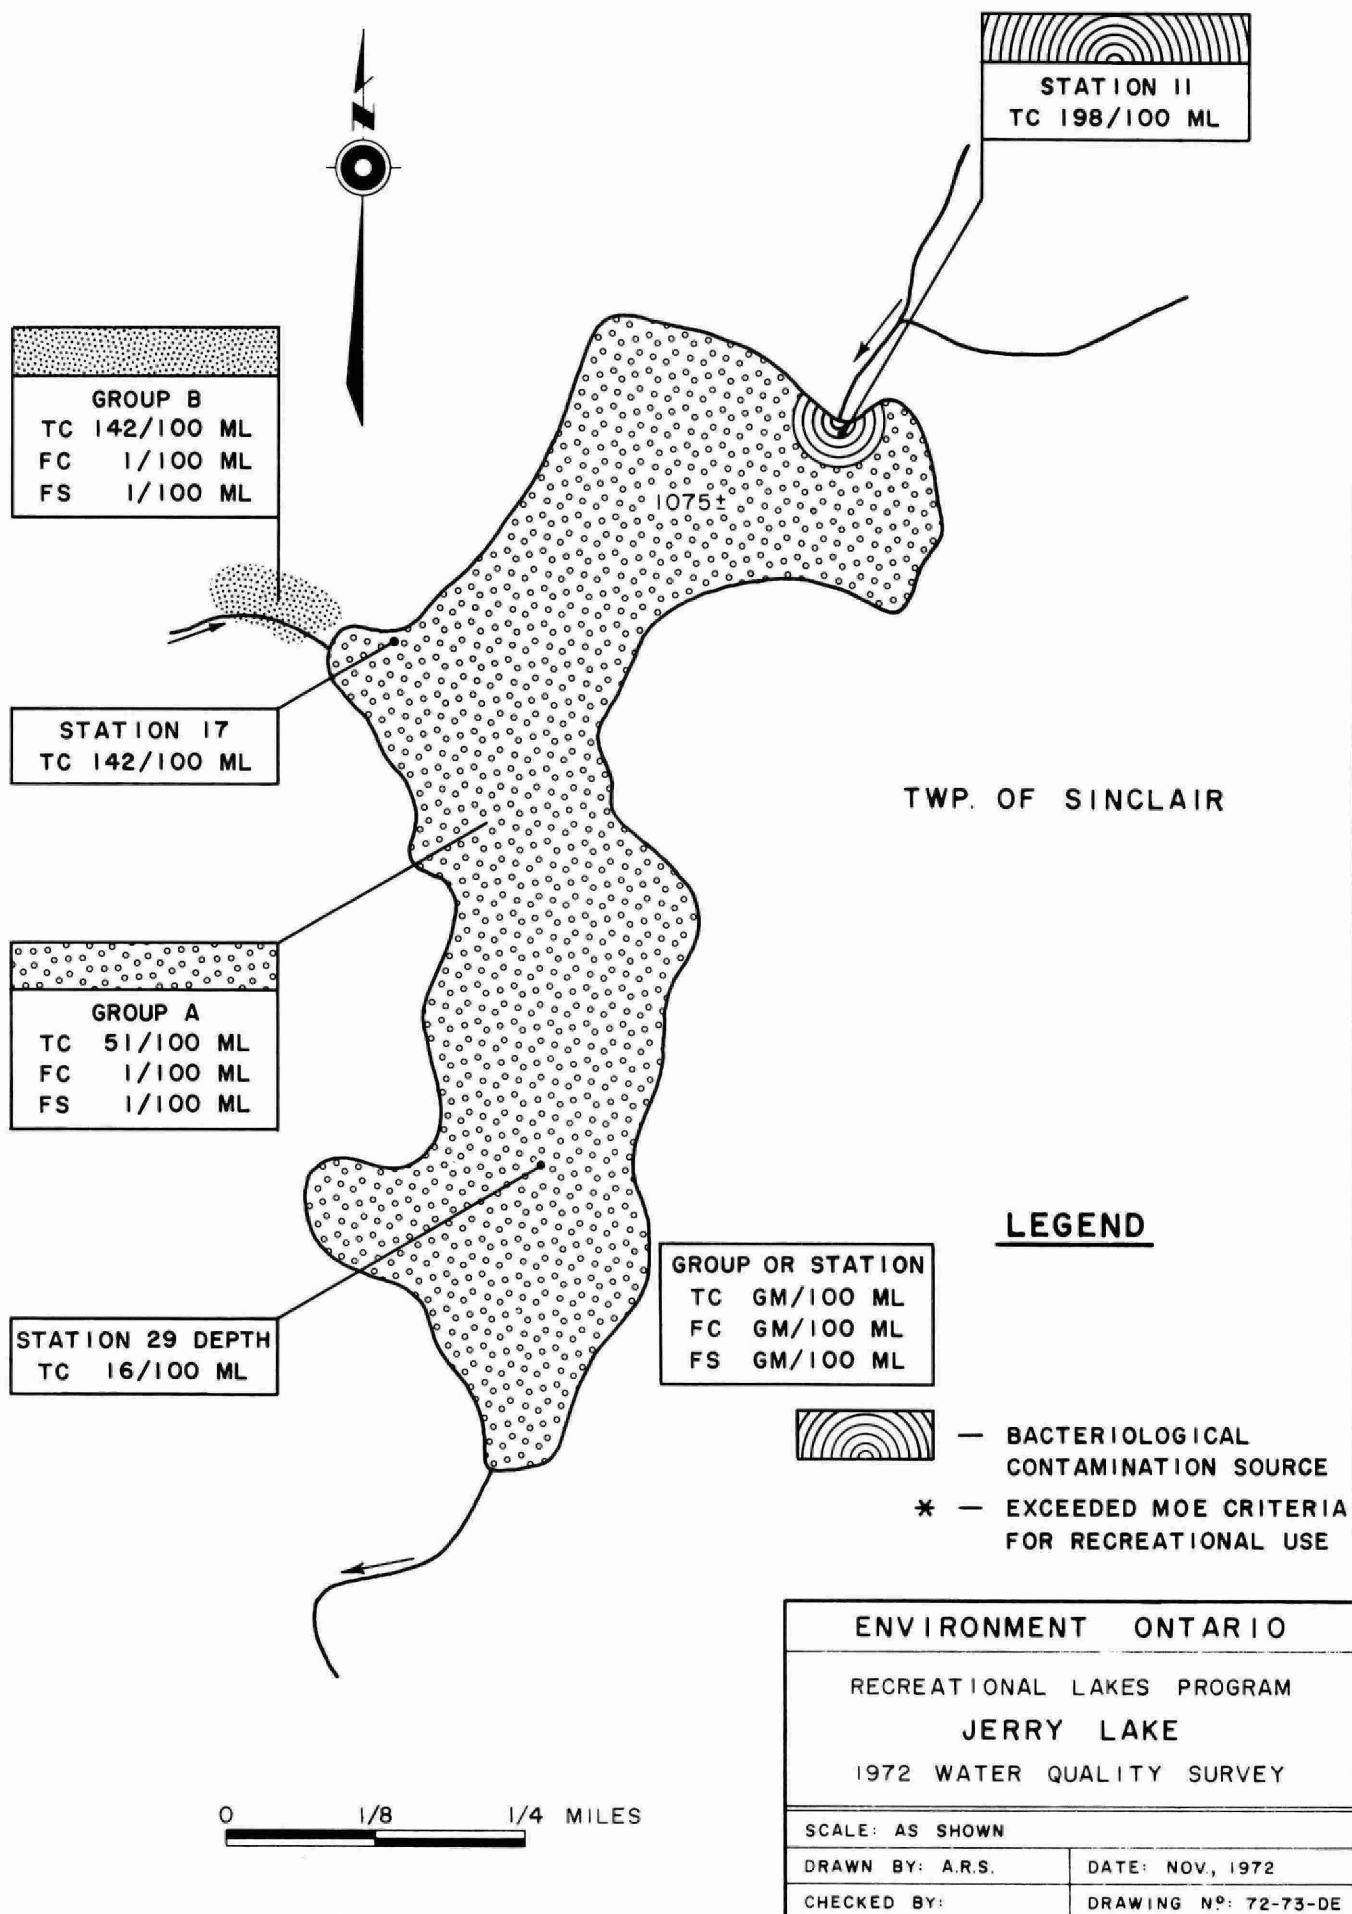 N
STATION 11
TC 198/100 ML
GROUP B
TC 142/100 ML
FC 1/100 ML
FS 1/100 ML
1075±
STATION 17
TC 142/100 ML
TWP. OF SINCLAIR
GROUP A
TC 51/100 ML
FC 1/100 ML
FS 1/100 ML
STATION 29 DEPTH
TC 16/100 ML
LEGEND
GROUP OR STATION
TC GM/100 ML
FC GM/100 ML
FS GM/100 ML
— BACTERIOLOGICAL
CONTAMINATION SOURCE
* — EXCEEDED MOE CRITERIA
FOR RECREATIONAL USE
ENVIRONMENT ONTARIO
RECREATIONAL LAKES PROGRAM
JERRY LAKE
1972 WATER QUALITY SURVEY
0 1/8 1/4 MILES
SCALE: AS SHOWN
DRAWN BY: A.R.S.
DATE: NOV., 1972
CHECKED BY:
DRAWING Nº: 72-73-DE